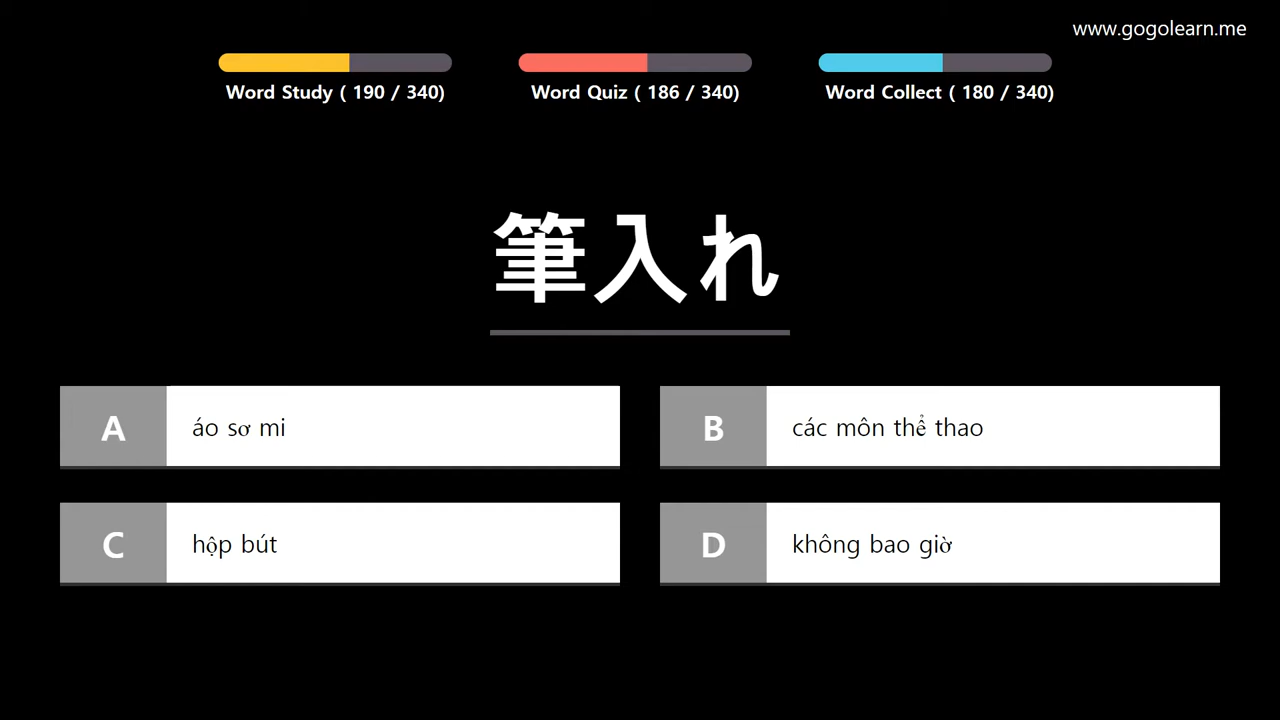 www.gogolearn.me
Word Study ( 190 / 340)
Word Quiz ( 186 / 340)
Word Collect ( 180 / 340)
筆入れ
A áo sơ mi
B các môn thể thao
C hộp bút
D không bao giờ